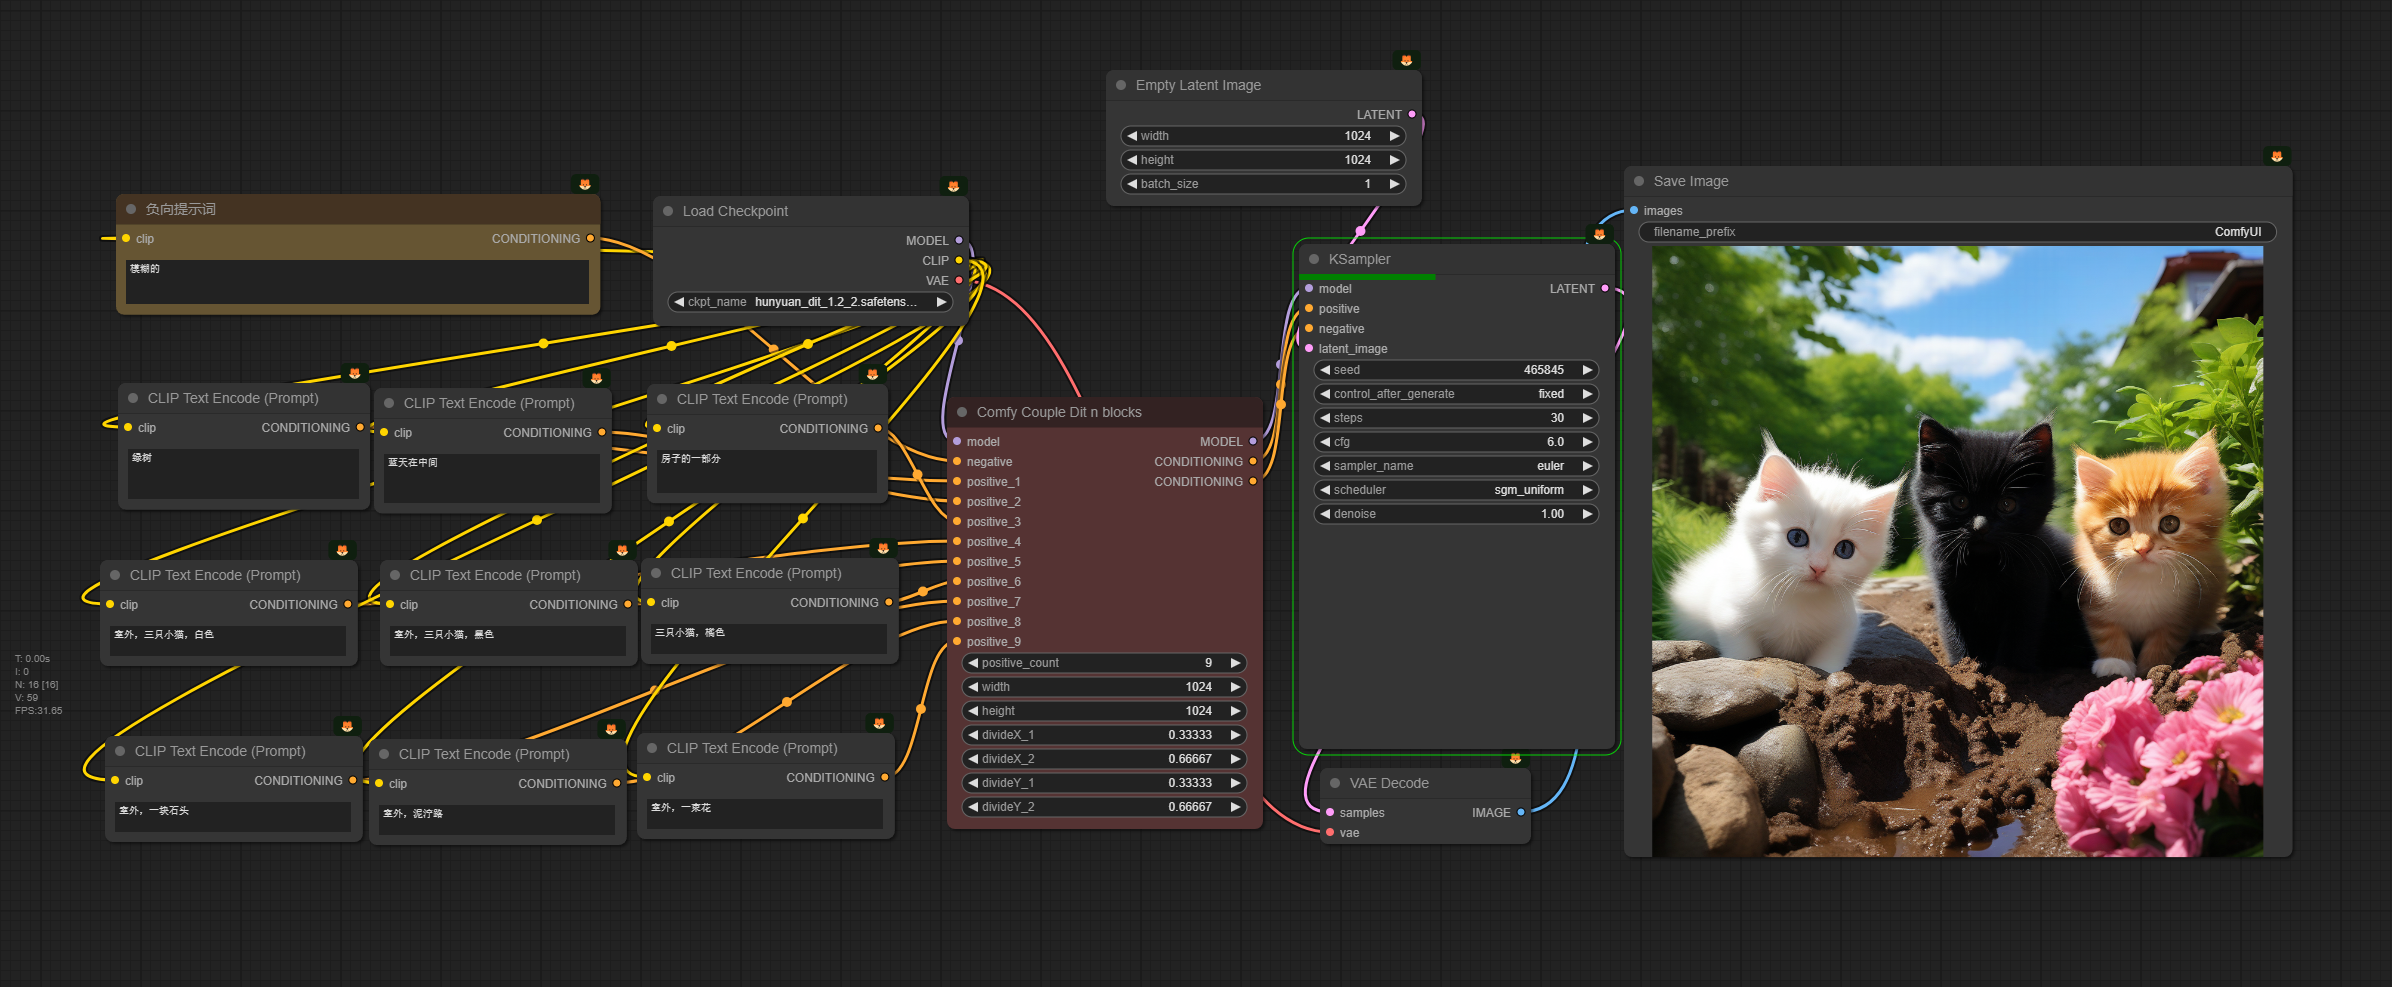 负向提示词
clip
CONDITIONING
模糊的
Load Checkpoint
MODEL
CLIP
VAE
ckpt_name hunyuan_dit_1.2_2.safetens...
Empty Latent Image
LATENT
width 1024
height 1024
batch_size 1
CLIP Text Encode (Prompt)
clip CONDITIONING
绿树
CLIP Text Encode (Prompt)
clip CONDITIONING
蓝天在中间
CLIP Text Encode (Prompt)
clip CONDITIONING
房子的一部分
CLIP Text Encode (Prompt)
clip CONDITIONING
室外，三只小猫，白色
CLIP Text Encode (Prompt)
clip CONDITIONING
室外，三只小猫，黑色
CLIP Text Encode (Prompt)
clip CONDITIONING
三只小猫，橘色
CLIP Text Encode (Prompt)
clip CONDITIONING
室外，一块石头
CLIP Text Encode (Prompt)
clip CONDITIONING
室外，泥泞路
CLIP Text Encode (Prompt)
clip CONDITIONING
室外，一束花
T: 0.00s
I: 0
N: 16 [16]
V: 59
FPS:31.65
Comfy Couple Dit n blocks
model MODEL
negative CONDITIONING
positive_1 CONDITIONING
positive_2
positive_3
positive_4
positive_5
positive_6
positive_7
positive_8
positive_9
positive_count 9
width 1024
height 1024
divideX_1 0.33333
divideX_2 0.66667
divideY_1 0.33333
divideY_2 0.66667
KSampler
model LATENT
positive
negative
latent_image
seed 465845
control_after_generate fixed
steps 30
cfg 6.0
sampler_name euler
scheduler sgm_uniform
denoise 1.00
VAE Decode
samples IMAGE
vae
Save Image
images
filename_prefix ComfyUI